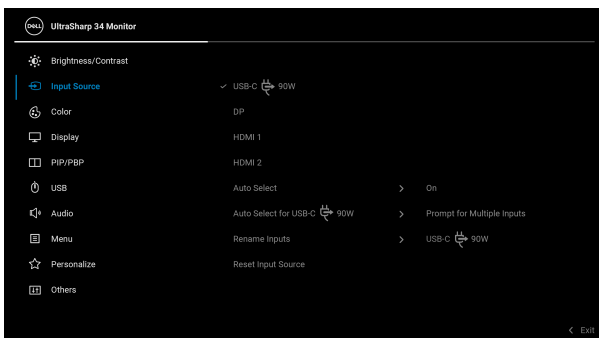 DELL UltraSharp 34 Monitor
Brightness/Contrast
Input Source
USB-C 90W
Color
DP
Display
HDMI 1
PIP/PBP
HDMI 2
USB
Auto Select
On
Audio
Auto Select for USB-C 90W
Prompt for Multiple Inputs
Menu
Rename Inputs
USB-C 90W
Personalize
Reset Input Source
Others
Exit